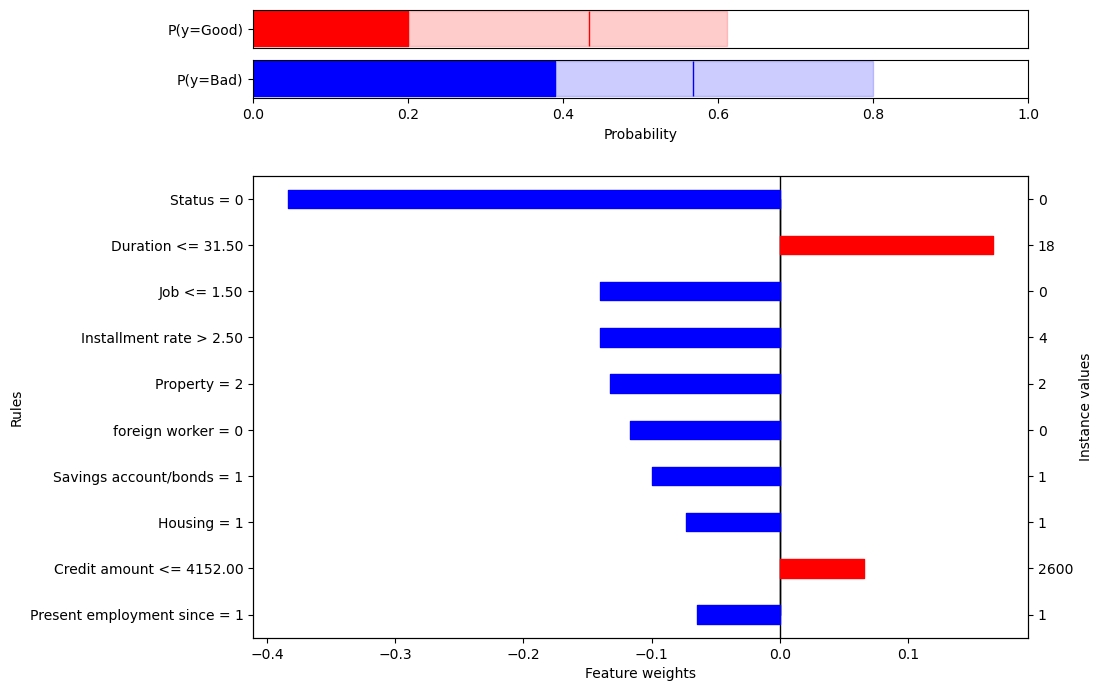 P(y=Good)
P(y=Bad)
0.0 0.2 0.4 0.6 0.8 1.0
Probability
Rules
Status = 0 0
Duration <= 31.50 18
Job <= 1.50 0
Installment rate > 2.50 4
Property = 2 2
foreign worker = 0 0
Savings account/bonds = 1 1
Housing = 1 1
Credit amount <= 4152.00 2600
Present employment since = 1 1
Instance values
−0.4 −0.3 −0.2 −0.1 0.0 0.1
Feature weights